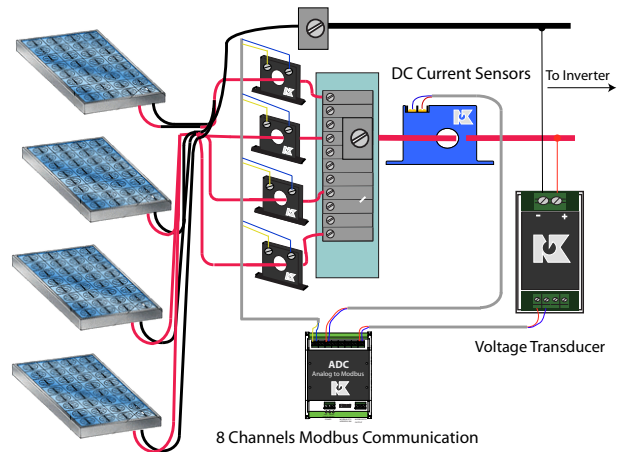 DC Current Sensors
To Inverter
- +
Voltage Transducer
ADC
Analog to Modbus
8 Channels Modbus Communication